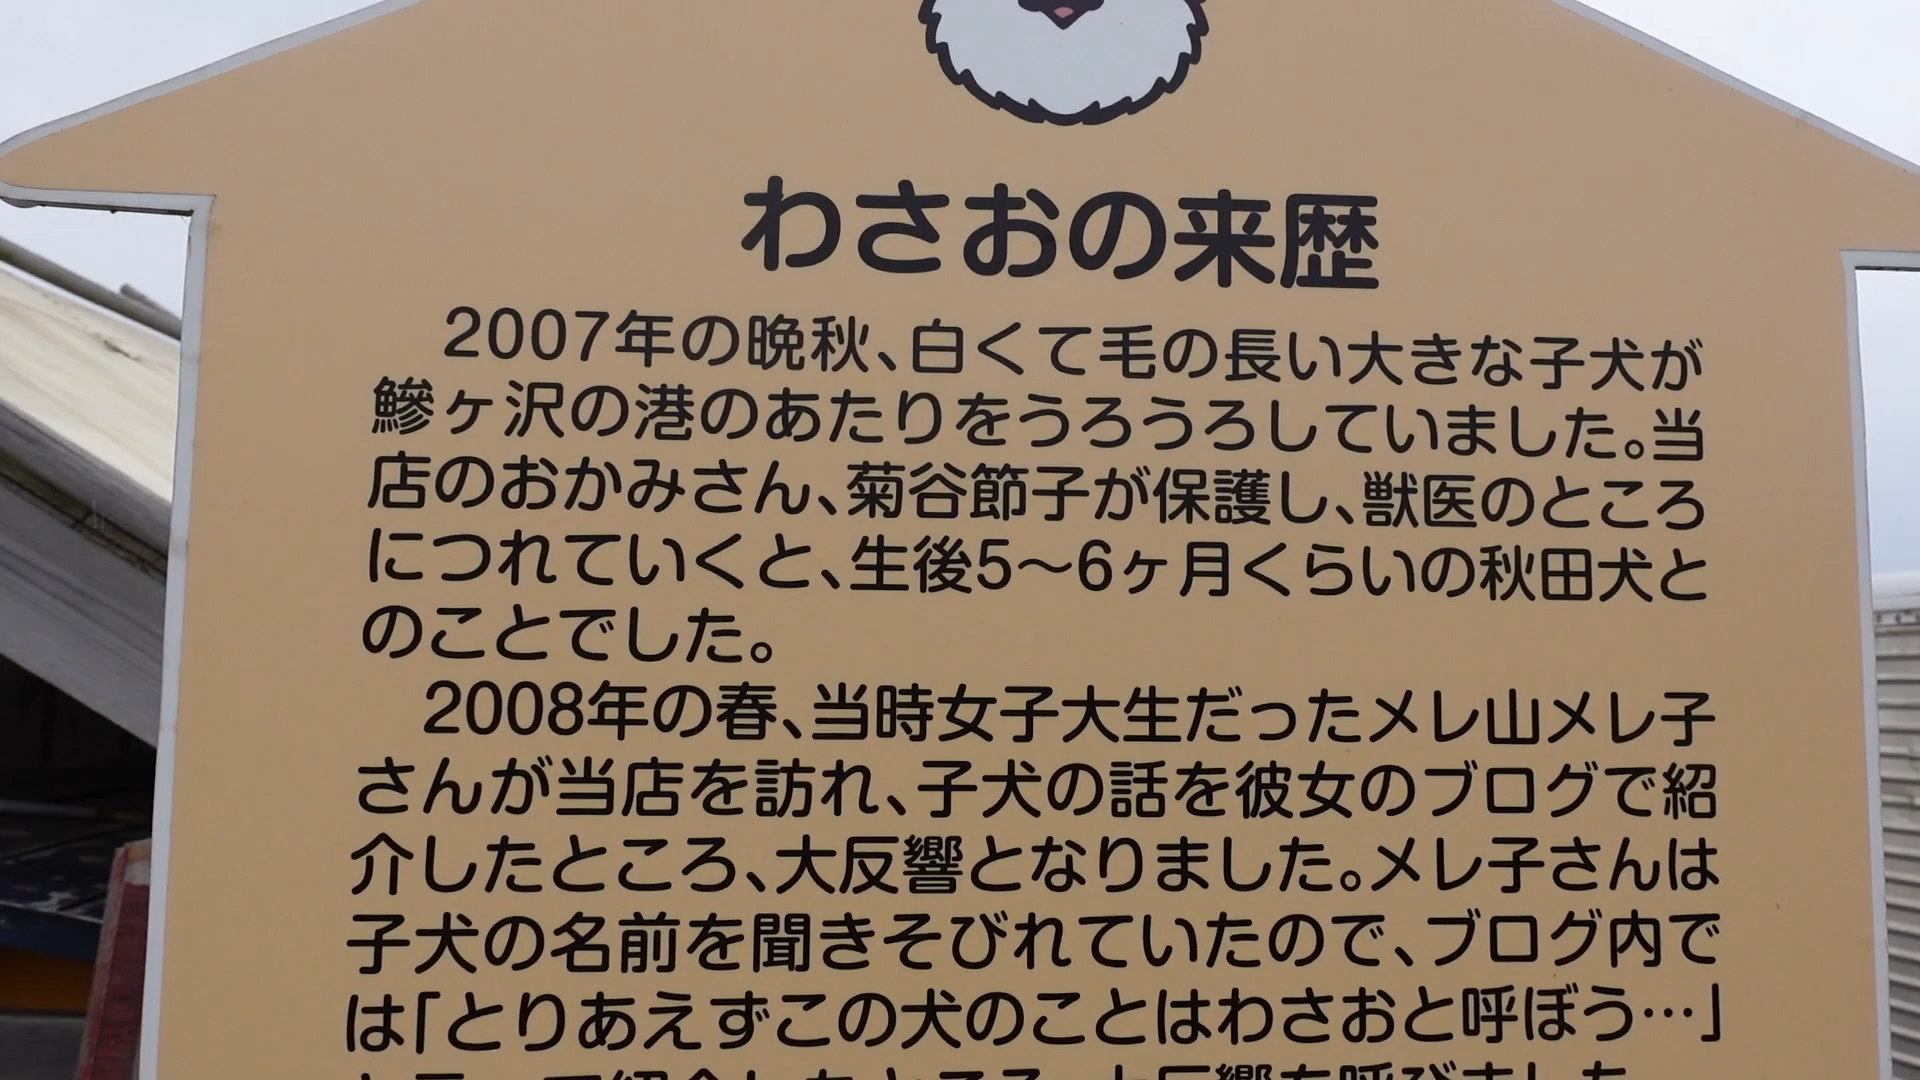 わさおの来歴
2007年の晩秋、白くて毛の長い大きな子犬が
鰺ヶ沢の港のあたりをうろうろしていました。当
店のおかみさん、菊谷節子が保護し、獣医のところ
につれていくと、生後5〜6ヶ月くらいの秋田犬と
のことでした。
2008年の春、当時女子大生だったメレ山メレ子
さんが当店を訪れ、子犬の話を彼女のブログで紹
介したところ、大反響となりました。メレ子さんは
子犬の名前を聞きそびれていたので、ブログ内で
は「とりあえずこの犬のことはわさおと呼ぼう…」